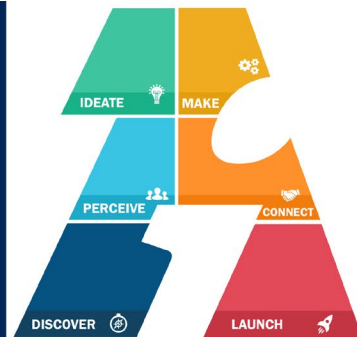 IDEATE
MAKE
PERCEIVE
CONNECT
DISCOVER
LAUNCH